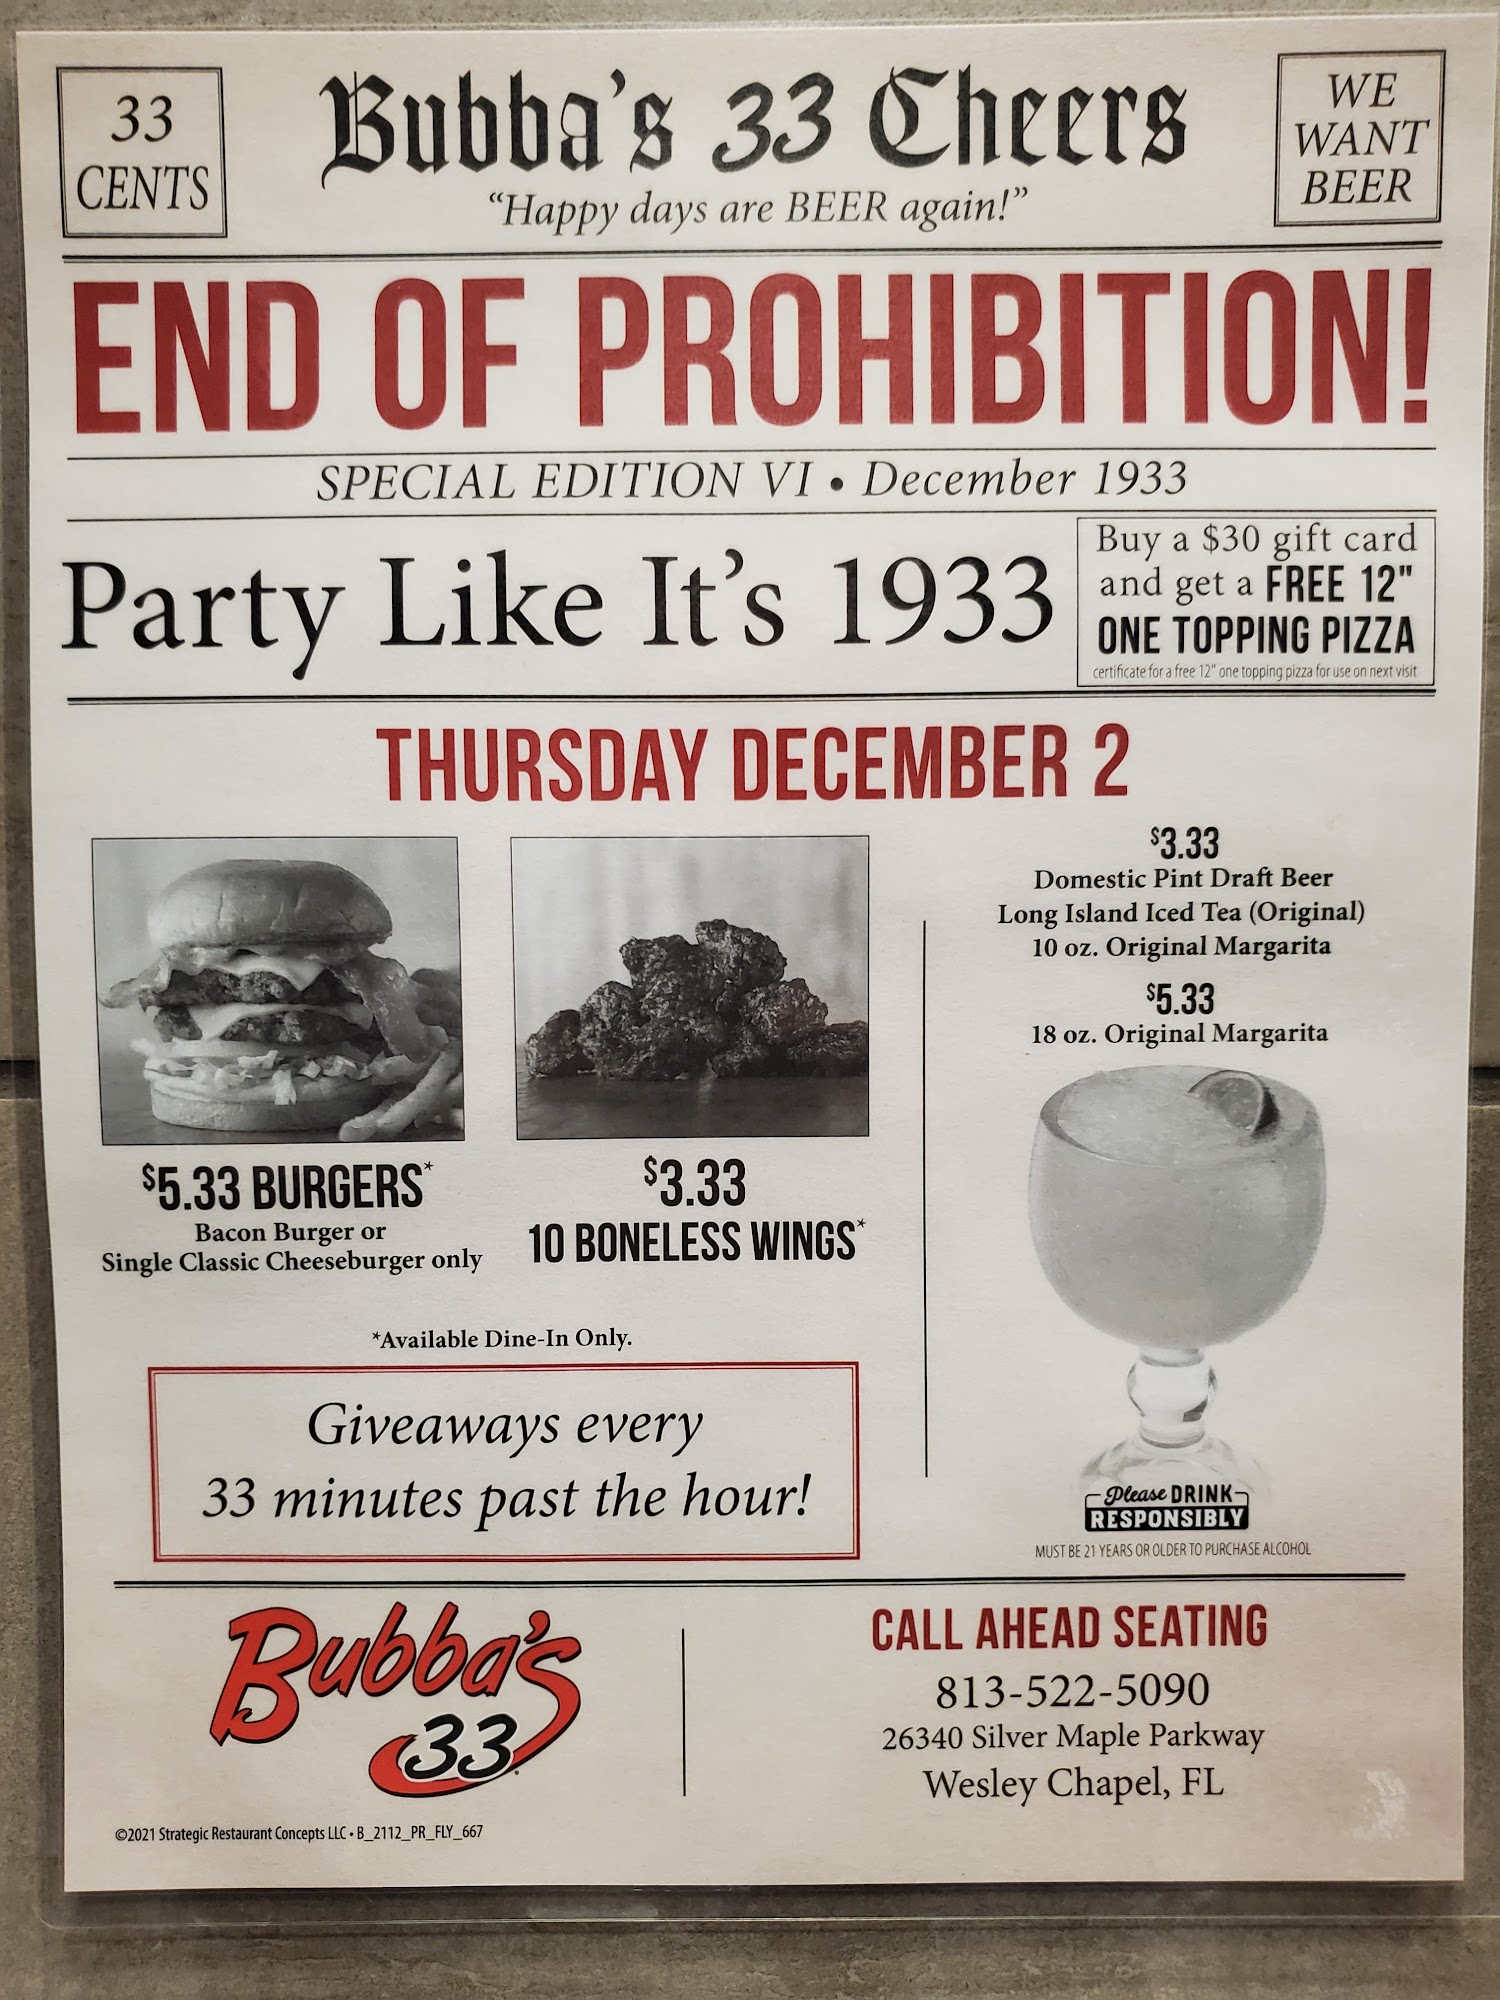 33
CENTS
Bubba's 33 Cheers
"Happy days are BEER again!"
WE
WANT
BEER
END OF PROHIBITION!
SPECIAL EDITION VI • December 1933
Party Like It's 1933
Buy a $30 gift card
and get a FREE 12"
ONE TOPPING PIZZA
certificate for a free 12" one topping pizza for use on next visit
THURSDAY DECEMBER 2
$5.33 BURGERS*
Bacon Burger or
Single Classic Cheeseburger only
$3.33
10 BONELESS WINGS*
*Available Dine-In Only.
Giveaways every
33 minutes past the hour!
$3.33
Domestic Pint Draft Beer
Long Island Iced Tea (Original)
10 oz. Original Margarita
$5.33
18 oz. Original Margarita
Please DRINK
RESPONSIBLY
MUST BE 21 YEARS OR OLDER TO PURCHASE ALCOHOL
Bubba's
33
CALL AHEAD SEATING
813-522-5090
26340 Silver Maple Parkway
Wesley Chapel, FL
©2021 Strategic Restaurant Concepts LLC • B_2112_PR_FLY_667